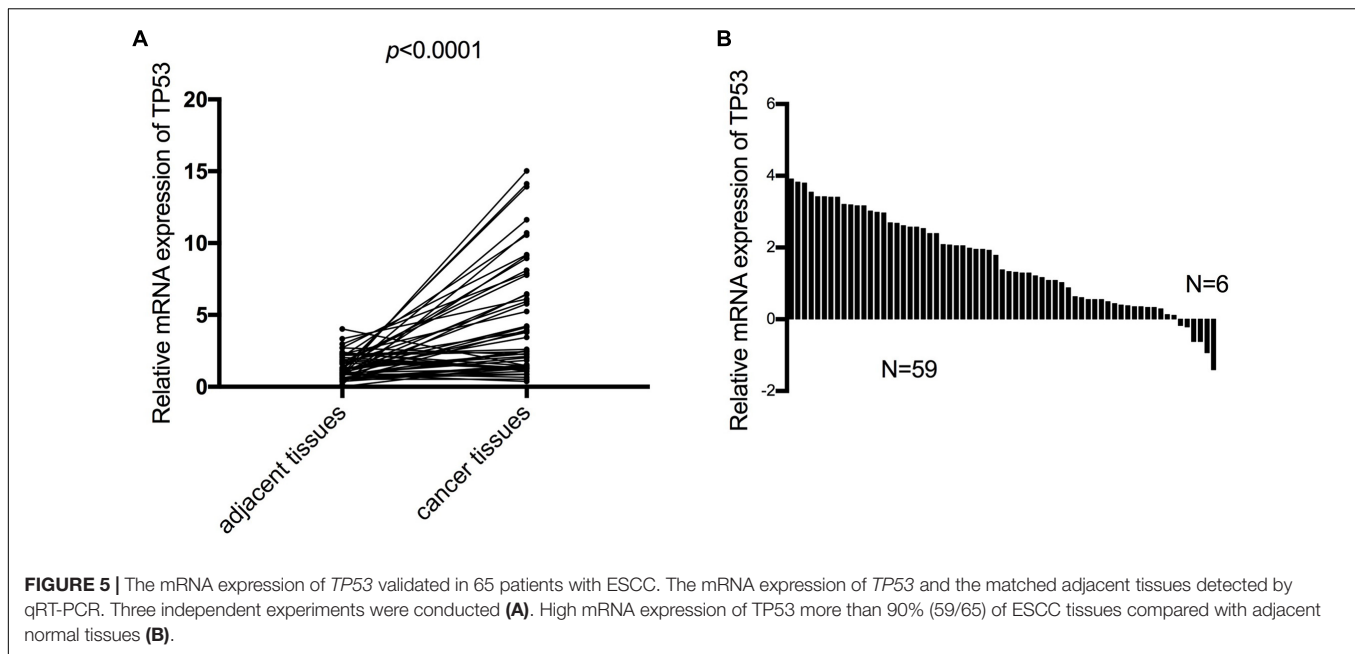 A
p<0.0001
Relative mRNA expression of TP53
20
15
10
5
0
adjacent tissues
cancer tissues
B
Relative mRNA expression of TP53
6
4
2
0
-2
N=59
N=6
FIGURE 5 | The mRNA expression of TP53 validated in 65 patients with ESCC. The mRNA expression of TP53 and the matched adjacent tissues detected by
qRT-PCR. Three independent experiments were conducted (A). High mRNA expression of TP53 more than 90% (59/65) of ESCC tissues compared with adjacent
normal tissues (B).